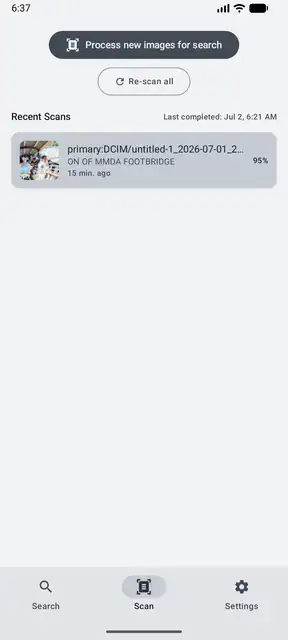 6:37
Process new images for search
Re-scan all
Recent Scans
Last completed: Jul 2, 6:21 AM
primary:DCIM/untitled-1_2026-07-01_2…
ON OF MMDA FOOTBRIDGE
95%
15 min. ago
Search
Scan
Settings